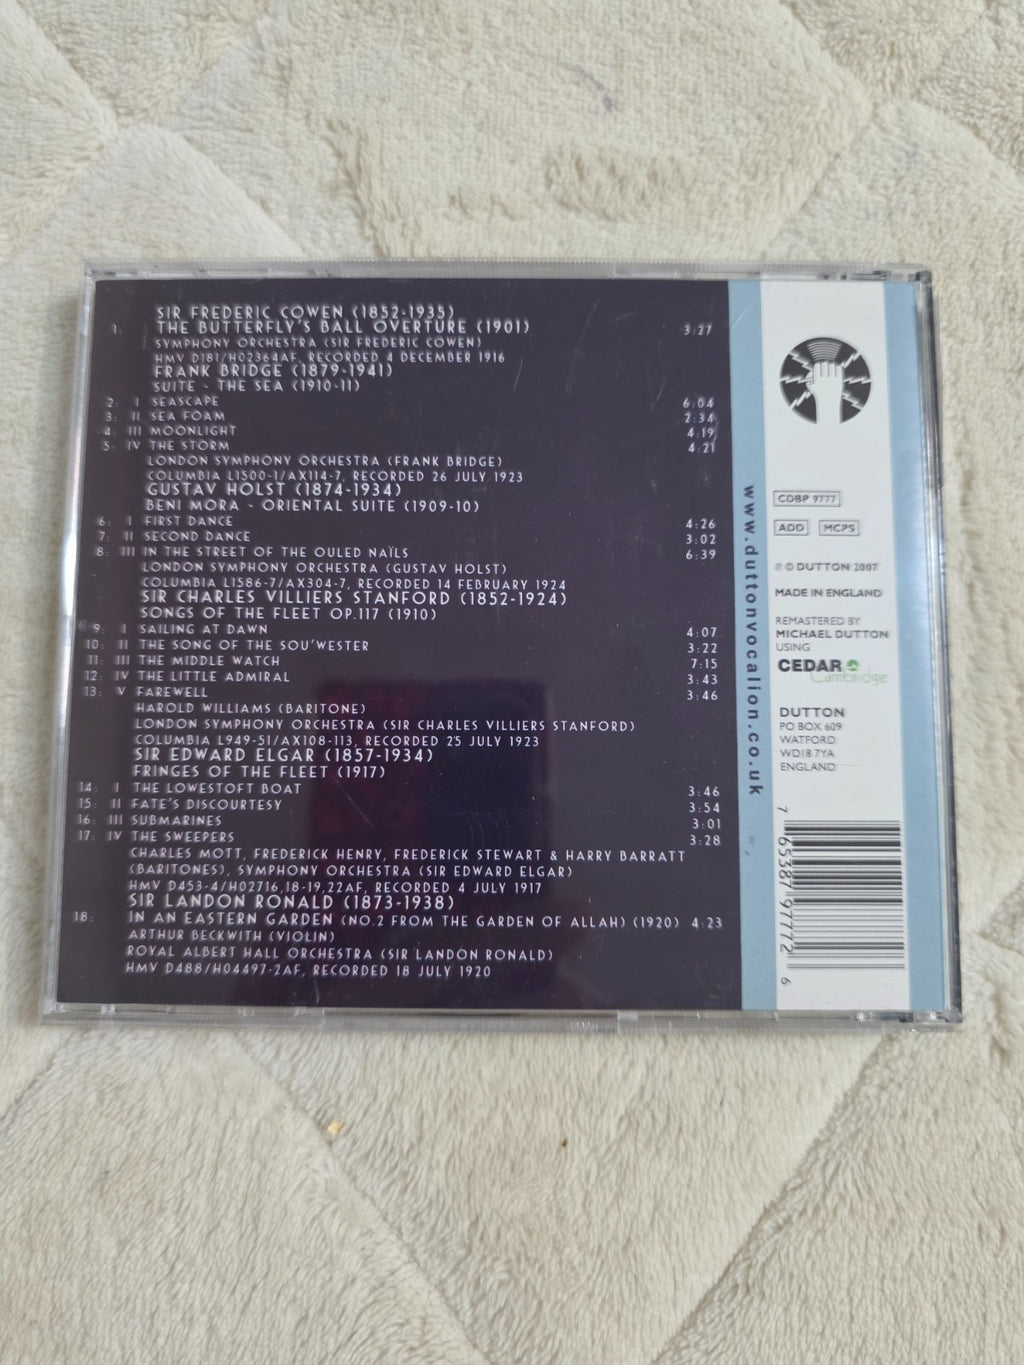 SIR FREDERIC COWEN (1852-1935)
1: THE BUTTERFLY'S BALL OVERTURE (1901) 3:27
SYMPHONY ORCHESTRA (SIR FREDERIC COWEN)
HMV D181/H02364AF, RECORDED 4 DECEMBER 1916
FRANK BRIDGE (1879-1941)
SUITE - THE SEA (1910-11)
2: I SEASCAPE 6:04
3: II SEA FOAM 2:34
4: III MOONLIGHT 4:19
5: IV THE STORM 4:21
LONDON SYMPHONY ORCHESTRA (FRANK BRIDGE)
COLUMBIA L1500-1/AX114-7, RECORDED 26 JULY 1923
GUSTAV HOLST (1874-1934)
BENI MORA - ORIENTAL SUITE (1909-10)
6: I FIRST DANCE 4:26
7: II SECOND DANCE 3:02
8: III IN THE STREET OF THE OULED NAÏLS 6:39
LONDON SYMPHONY ORCHESTRA (GUSTAV HOLST)
COLUMBIA L1586-7/AX304-7, RECORDED 14 FEBRUARY 1924
SIR CHARLES VILLIERS STANFORD (1852-1924)
SONGS OF THE FLEET OP.117 (1910)
9: I SAILING AT DAWN 4:07
10: II THE SONG OF THE SOU'WESTER 3:22
11: III THE MIDDLE WATCH 7:15
12: IV THE LITTLE ADMIRAL 3:43
13: V FAREWELL 3:46
HAROLD WILLIAMS (BARITONE)
LONDON SYMPHONY ORCHESTRA (SIR CHARLES VILLIERS STANFORD)
COLUMBIA L949-51/AX108-113, RECORDED 25 JULY 1923
SIR EDWARD ELGAR (1857-1934)
FRINGES OF THE FLEET (1917)
14: I THE LOWESTOFT BOAT 3:46
15: II FATE'S DISCOURTESY 3:54
16: III SUBMARINES 3:01
17: IV THE SWEEPERS 3:28
CHARLES MOTT, FREDERICK HENRY, FREDERICK STEWART & HARRY BARRATT
(BARITONES), SYMPHONY ORCHESTRA (SIR EDWARD ELGAR)
HMV D453-4/H02716,18-19,22AF, RECORDED 4 JULY 1917
SIR LANDON RONALD (1873-1938)
18: IN AN EASTERN GARDEN (NO.2 FROM THE GARDEN OF ALLAH) (1920) 4:23
ARTHUR BECKWITH (VIOLIN)
ROYAL ALBERT HALL ORCHESTRA (SIR LANDON RONALD)
HMV D488/H04497-2AF, RECORDED 18 JULY 1920
www.duttonvocalion.co.uk
CDBP 9777
ADD MCPS
℗ © DUTTON 2007
MADE IN ENGLAND
REMASTERED BY
MICHAEL DUTTON
USING
CEDAR
Cambridge
DUTTON
PO BOX 609
WATFORD
WD18 7YA
ENGLAND
7 65387 97772 6